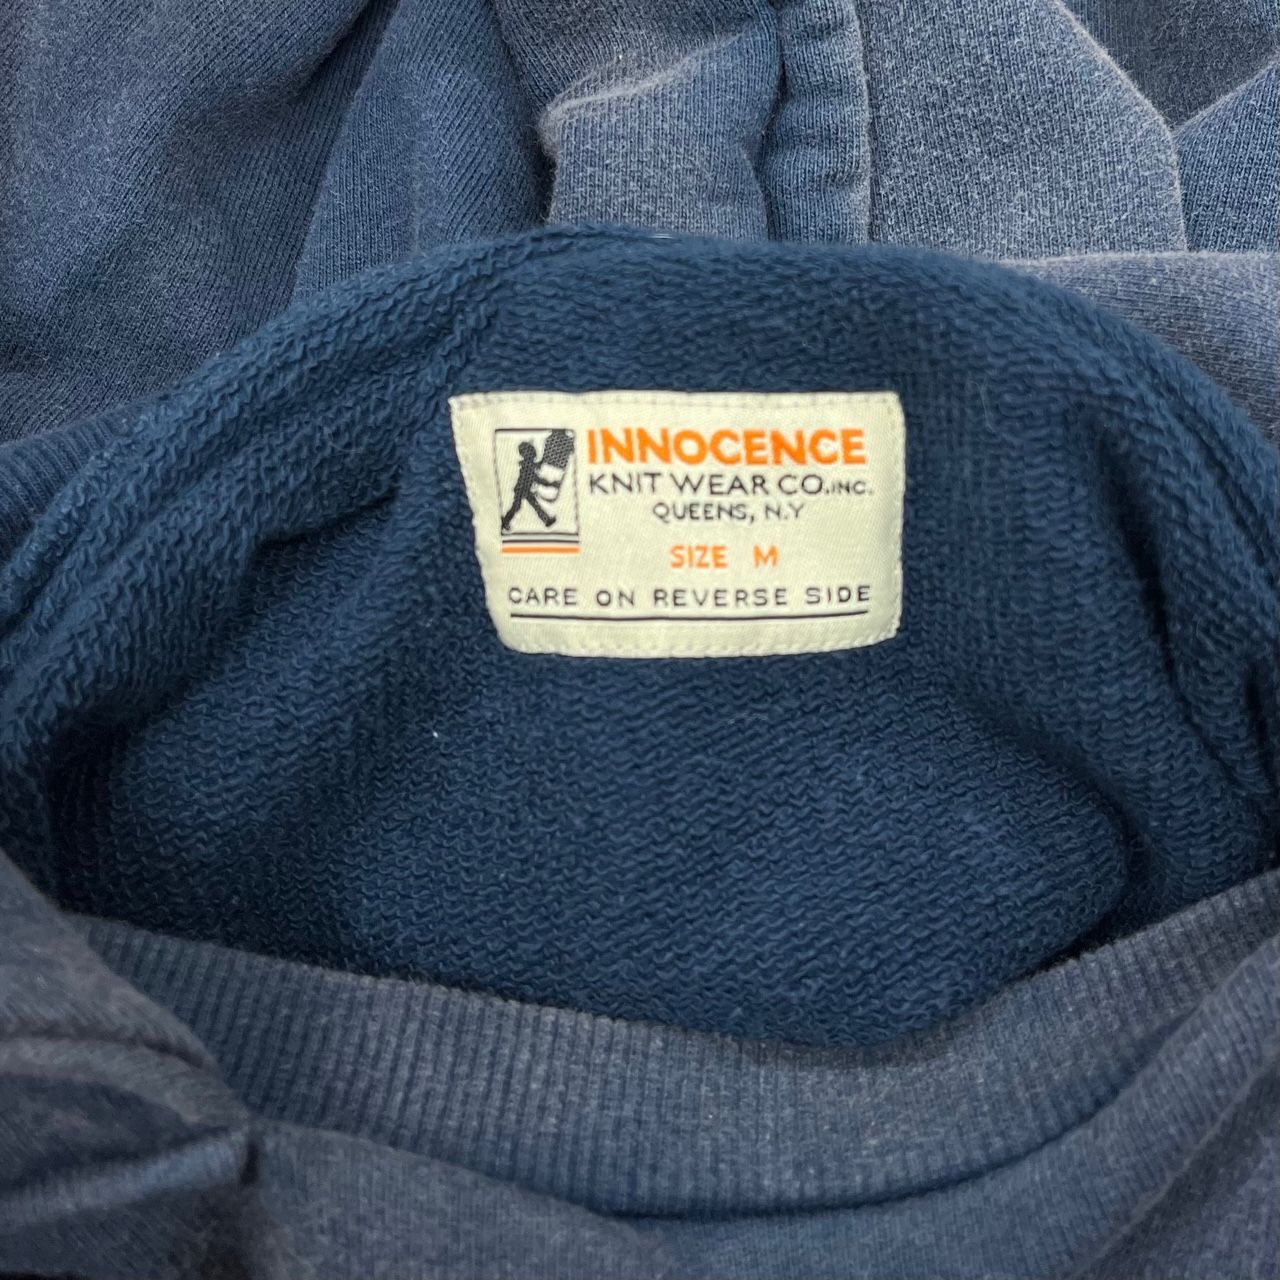 INNOCENCE
KNIT WEAR CO.,INC.
QUEENS, N.Y
SIZE M
CARE ON REVERSE SIDE